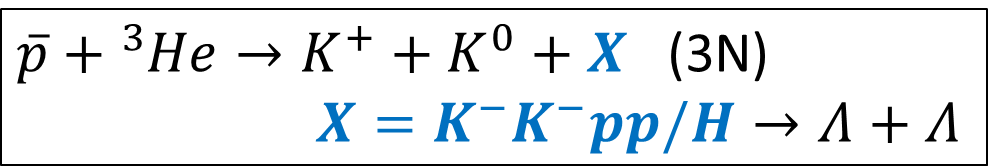 p̄ + ³He → K⁺ + K⁰ + X (3N)
X = K⁻K⁻pp/H → Λ + Λ